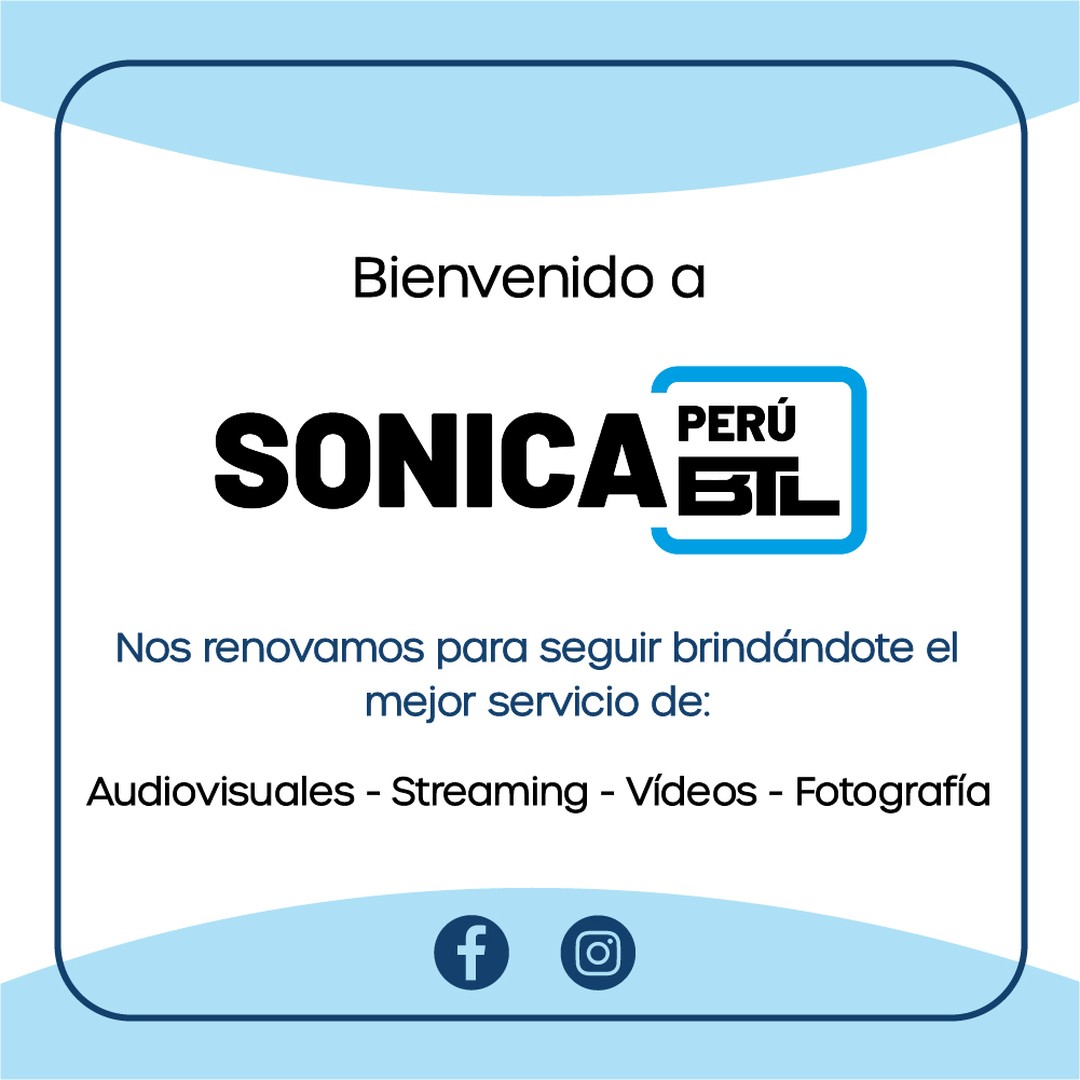 Bienvenido a
SONICA PERÚ
BTL
Nos renovamos para seguir brindándote el
mejor servicio de:
Audiovisuales - Streaming - Vídeos - Fotografía